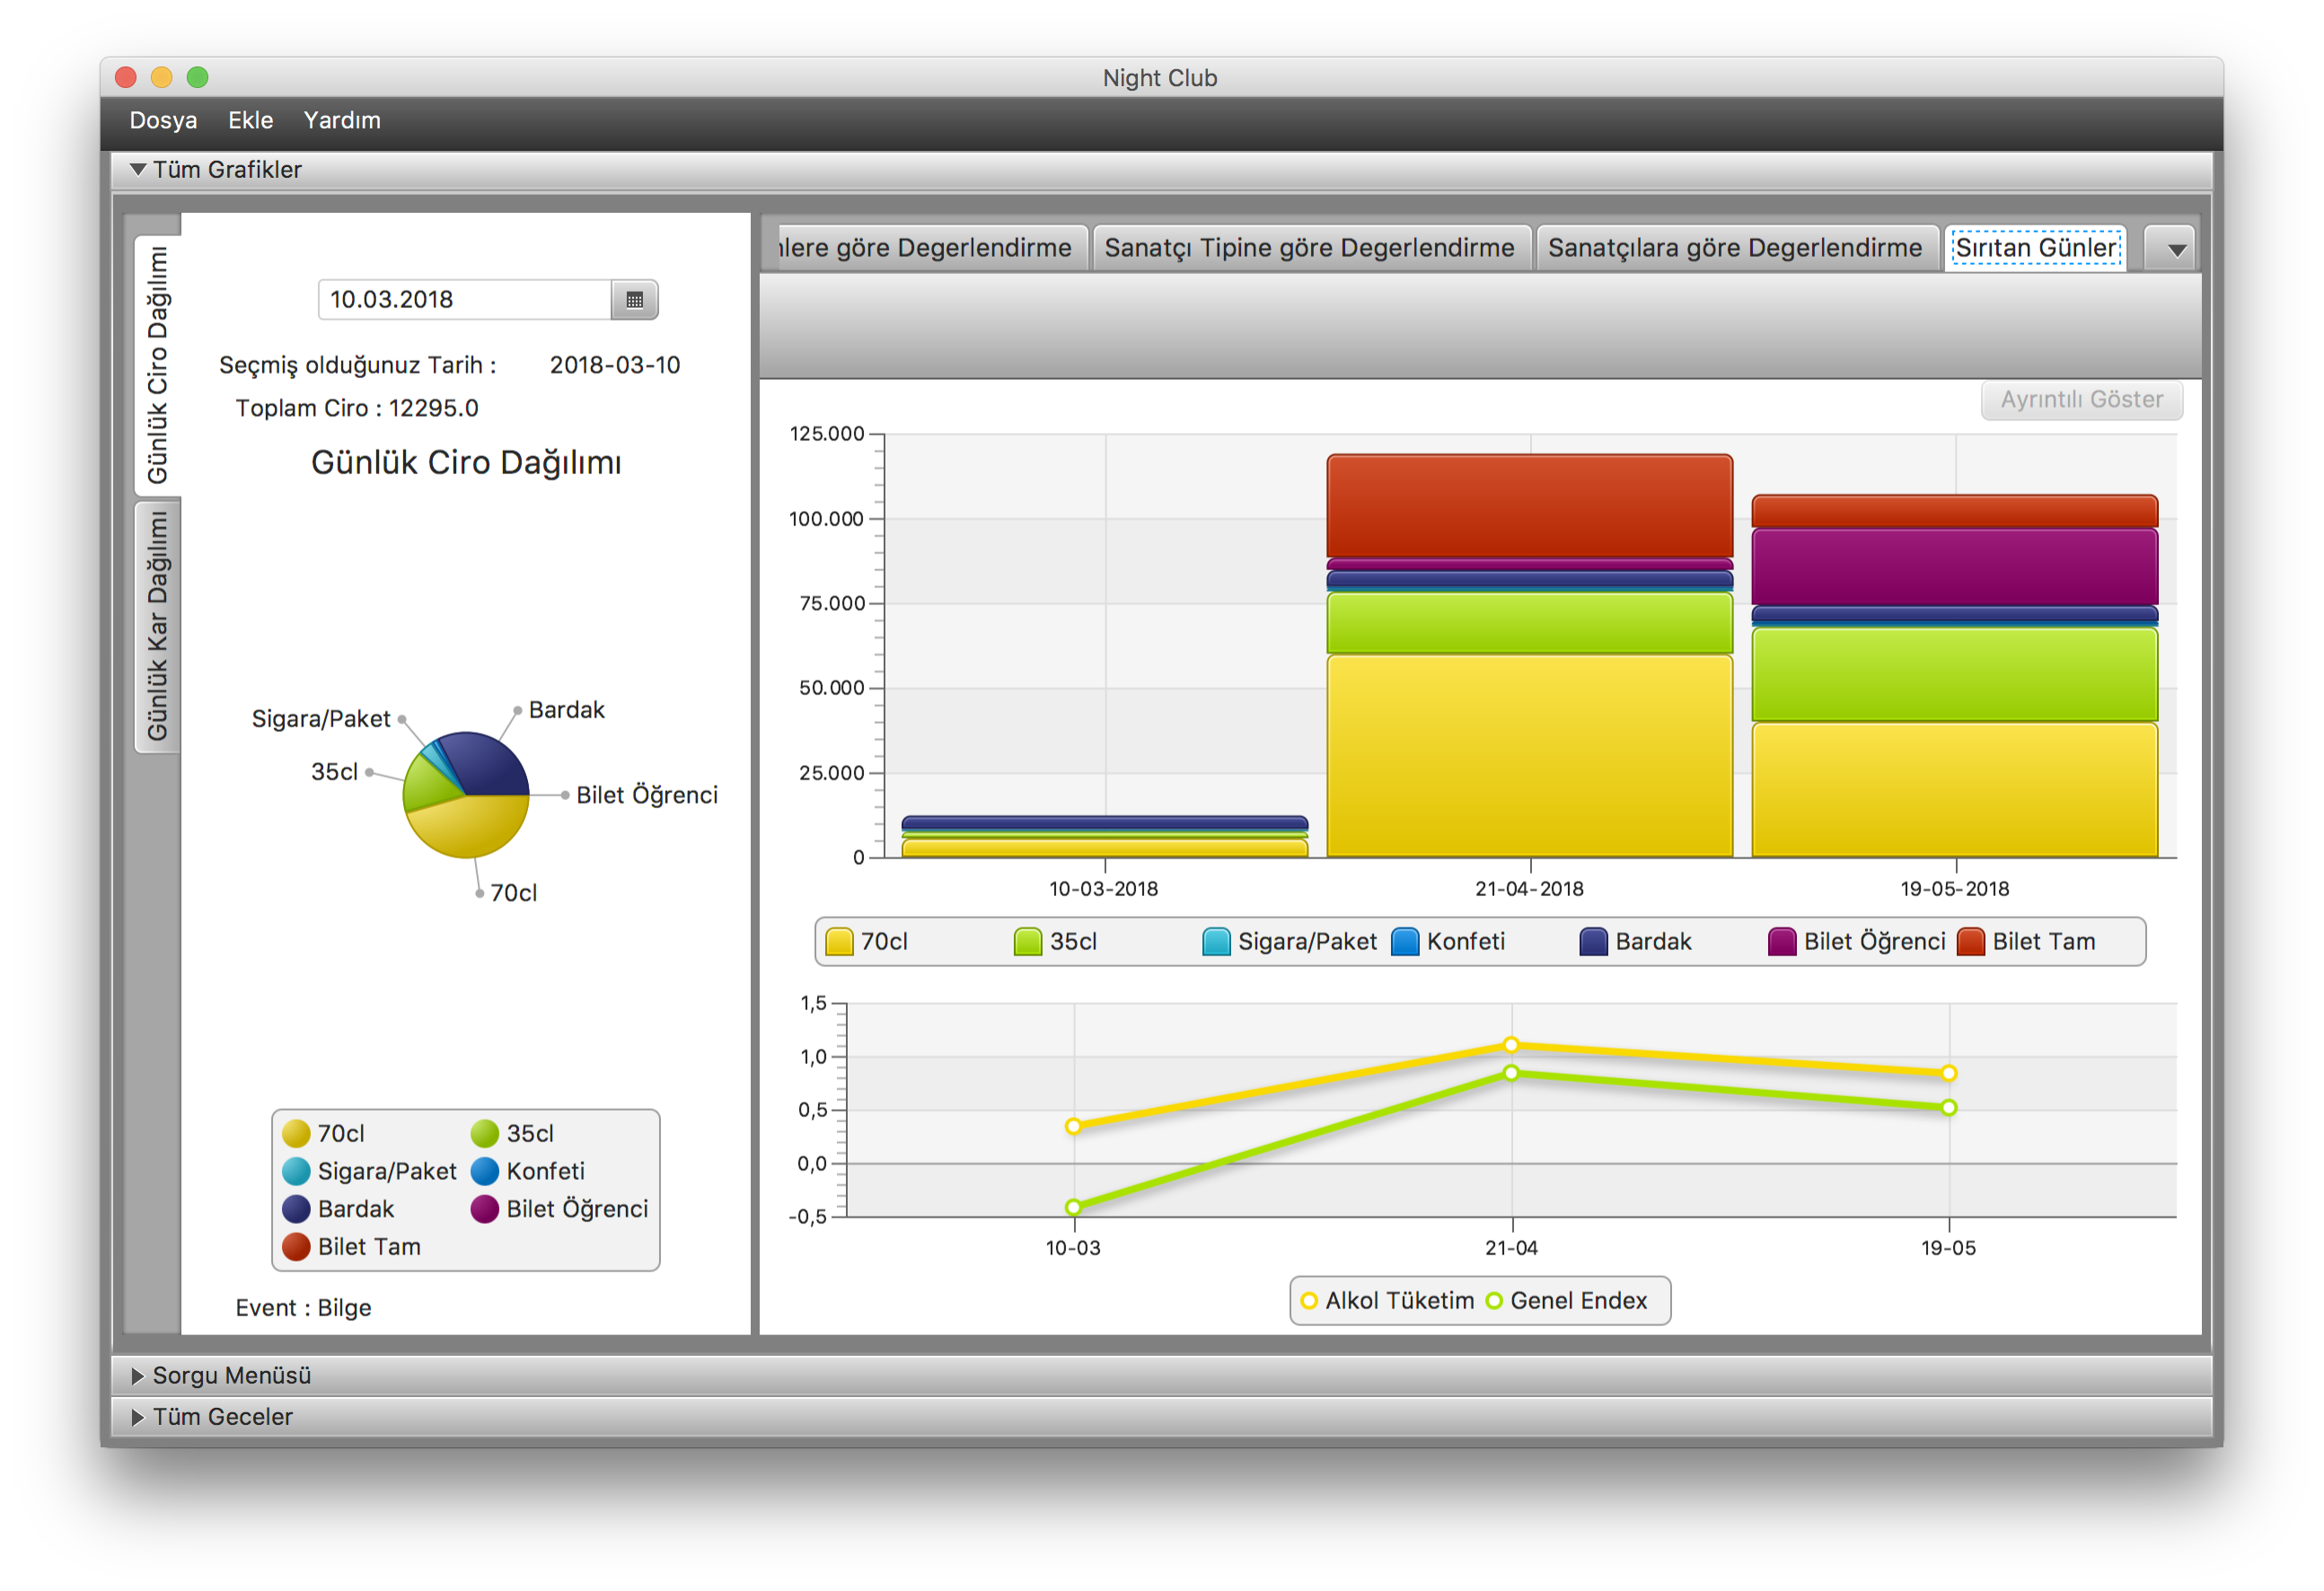 Night Club
Dosya Ekle Yardım
Tüm Grafikler
Günlük Ciro Dağılımı
Günlük Kar Dağılımı
10.03.2018
Seçmiş olduğunuz Tarih : 2018-03-10
Toplam Ciro : 12295.0
Günlük Ciro Dağılımı
Sigara/Paket
Bardak
35cl
Bilet Öğrenci
70cl
70cl 35cl
Sigara/Paket Konfeti
Bardak Bilet Öğrenci
Bilet Tam
Event : Bilge
göre Degerlendirme Sanatçı Tipine göre Degerlendirme Sanatçılara göre Degerlendirme Sırıtan Günler
Ayrıntılı Göster
125.000
100.000
75.000
50.000
25.000
0
10-03-2018 21-04-2018 19-05-2018
70cl 35cl Sigara/Paket Konfeti Bardak Bilet Öğrenci Bilet Tam
1,5
1,0
0,5
0,0
-0,5
10-03 21-04 19-05
Alkol Tüketim Genel Endex
Sorgu Menüsü
Tüm Geceler